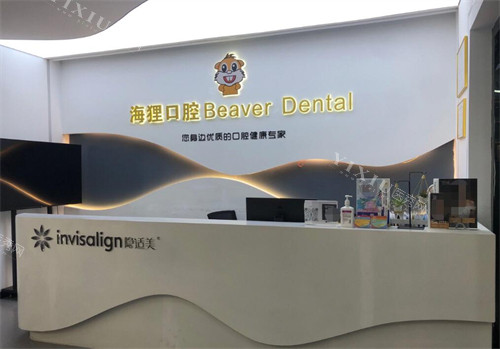 海狸口腔 Beaver Dental
您身边优质的口腔健康专家
invisalign 隐适美®
YIXIU